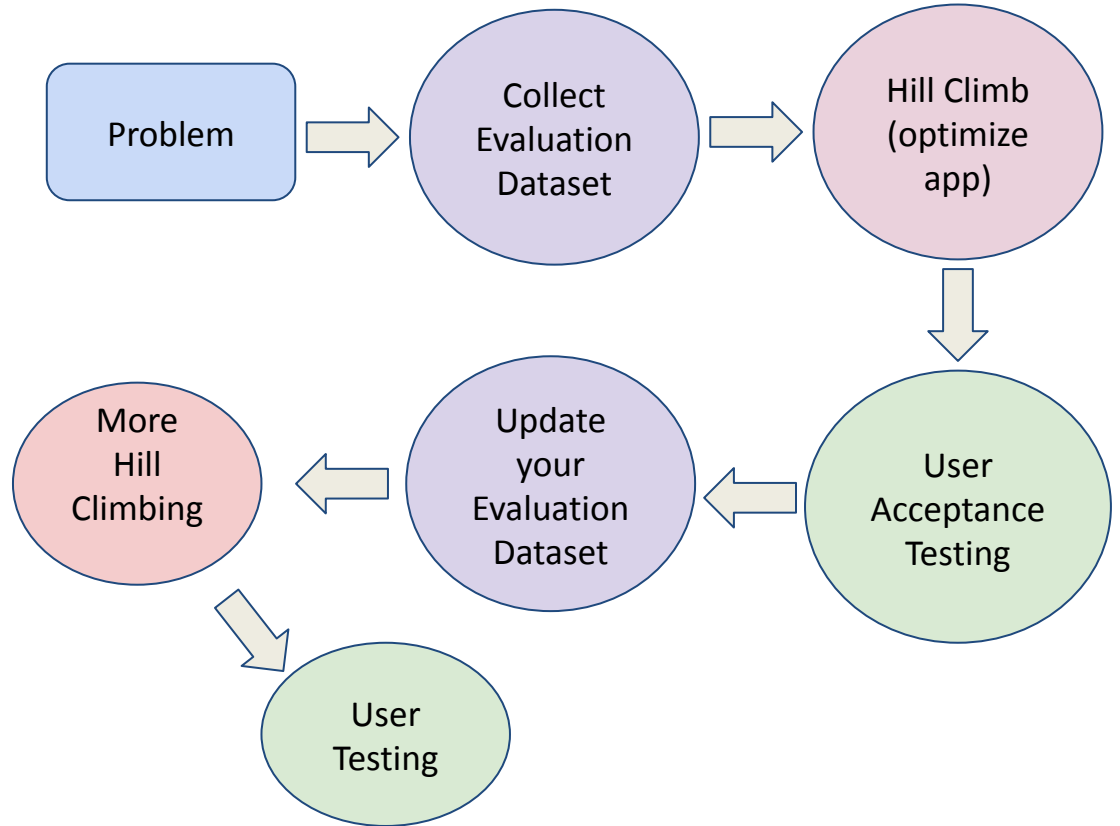 Problem
Collect
Evaluation
Dataset
Hill Climb
(optimize
app)
User
Acceptance
Testing
Update
your
Evaluation
Dataset
More
Hill
Climbing
User
Testing